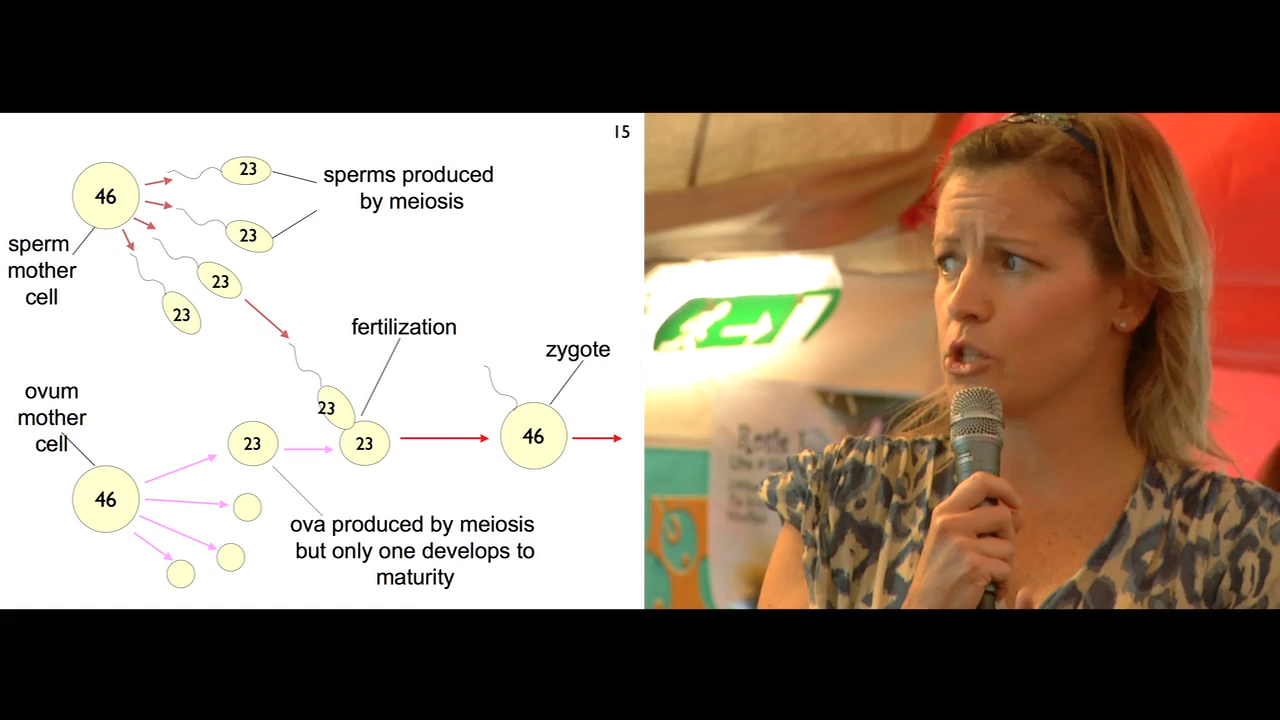 15
46
23
23
23
23
sperms produced
by meiosis
sperm
mother
cell
fertilization
zygote
23
23
46
ovum
mother
cell
23
46
ova produced by meiosis
but only one develops to
maturity